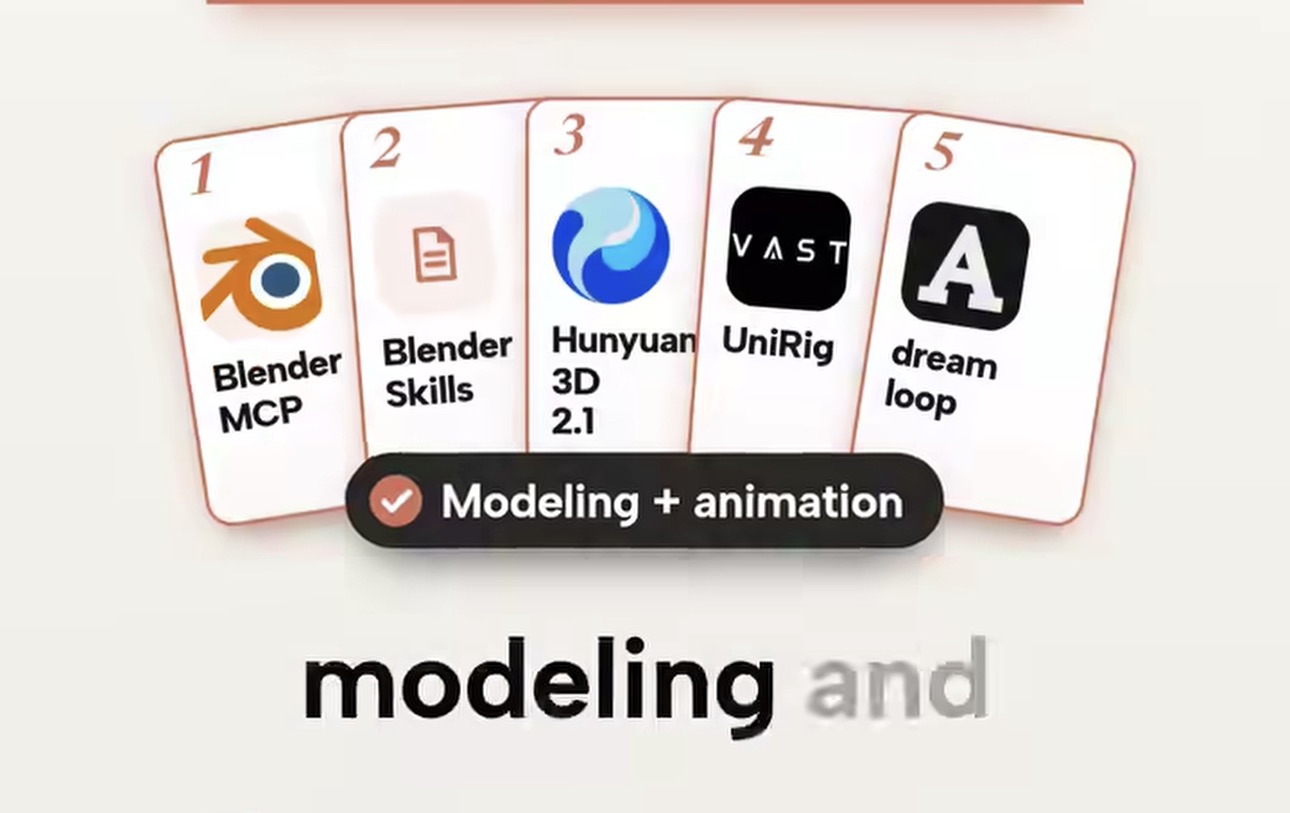 1
Blender
MCP
2
Blender
Skills
3
Hunyuan
3D
2.1
4
VAST
UniRig
5
A
dream
loop
Modeling + animation
modeling and